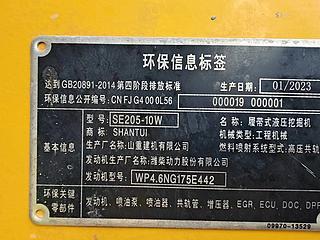 环保信息标签
达到GB20891-2014第四阶段排放标准 生产日期: 01/2023
环保信息公开编号: CN FJ G4 00 0L56 000019 000001
基本信息
型号: SE205-10W 名称: 履带式液压挖掘机
商标: SHANTUI 机械类型: 工程机械
生产厂: 山重建机有限公司 燃料喷射系统型式: 高压共轨
发动机生产厂: 潍柴动力股份有限公司
发动机型号: WP4.6NG175E442
环保关键零部件
发动机、喷油泵、喷油器、共轨管、增压器、EGR, ECU, DOC, DPF
09970-13529